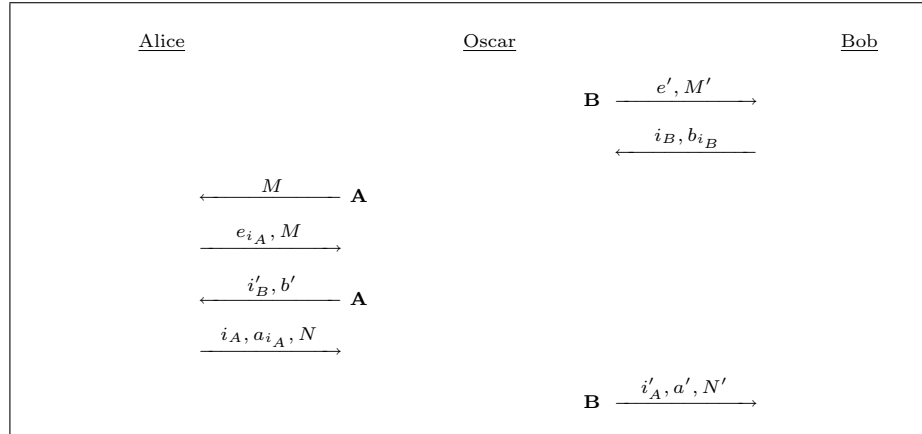 Alice Oscar Bob
B e′, M′
i_B, b_{i_B}
M A
e_{i_A}, M
i′_B, b′ A
i_A, a_{i_A}, N
B i′_A, a′, N′